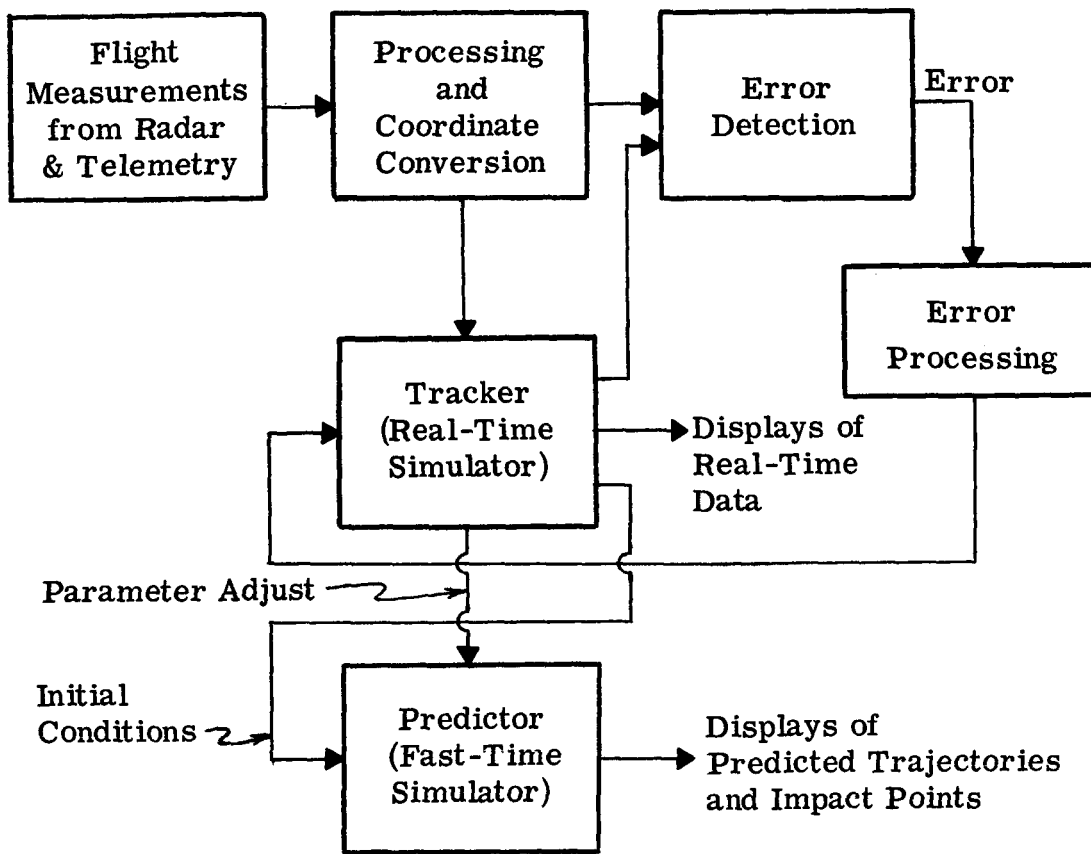 Flight
Measurements
from Radar
& Telemetry
Processing
and
Coordinate
Conversion
Error
Detection
Error
Error
Processing
Tracker
(Real-Time
Simulator)
Displays of
Real-Time
Data
Parameter Adjust
Initial
Conditions
Predictor
(Fast-Time
Simulator)
Displays of
Predicted Trajectories
and Impact Points